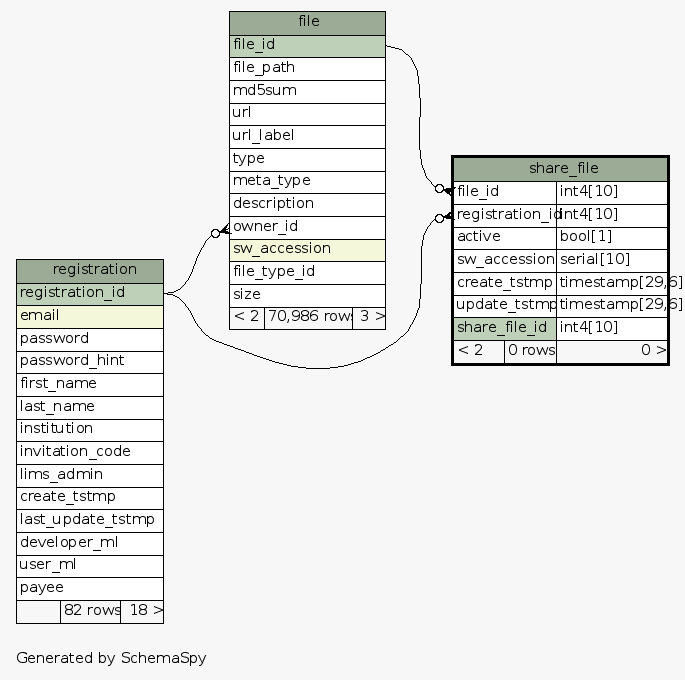 file
file_id
file_path
md5sum
url
url_label
type
meta_type
description
owner_id
sw_accession
file_type_id
size
< 2 70,986 rows 3 >
share_file
file_id int4[10]
registration_id int4[10]
active bool[1]
sw_accession serial[10]
create_tstmp timestamp[29,6]
update_tstmp timestamp[29,6]
share_file_id int4[10]
< 2 0 rows 0 >
registration
registration_id
email
password
password_hint
first_name
last_name
institution
invitation_code
lims_admin
create_tstmp
last_update_tstmp
developer_ml
user_ml
payee
82 rows 18 >
Generated by SchemaSpy